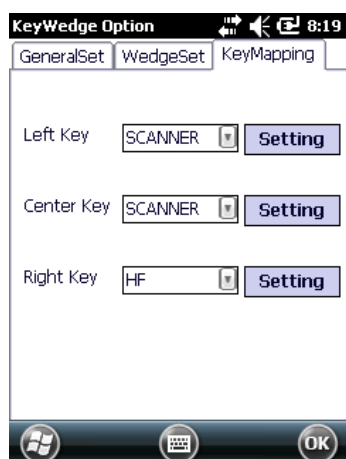 KeyWedge Option 8:19
GeneralSet WedgeSet KeyMapping
Left Key SCANNER Setting
Center Key SCANNER Setting
Right Key HF Setting
OK